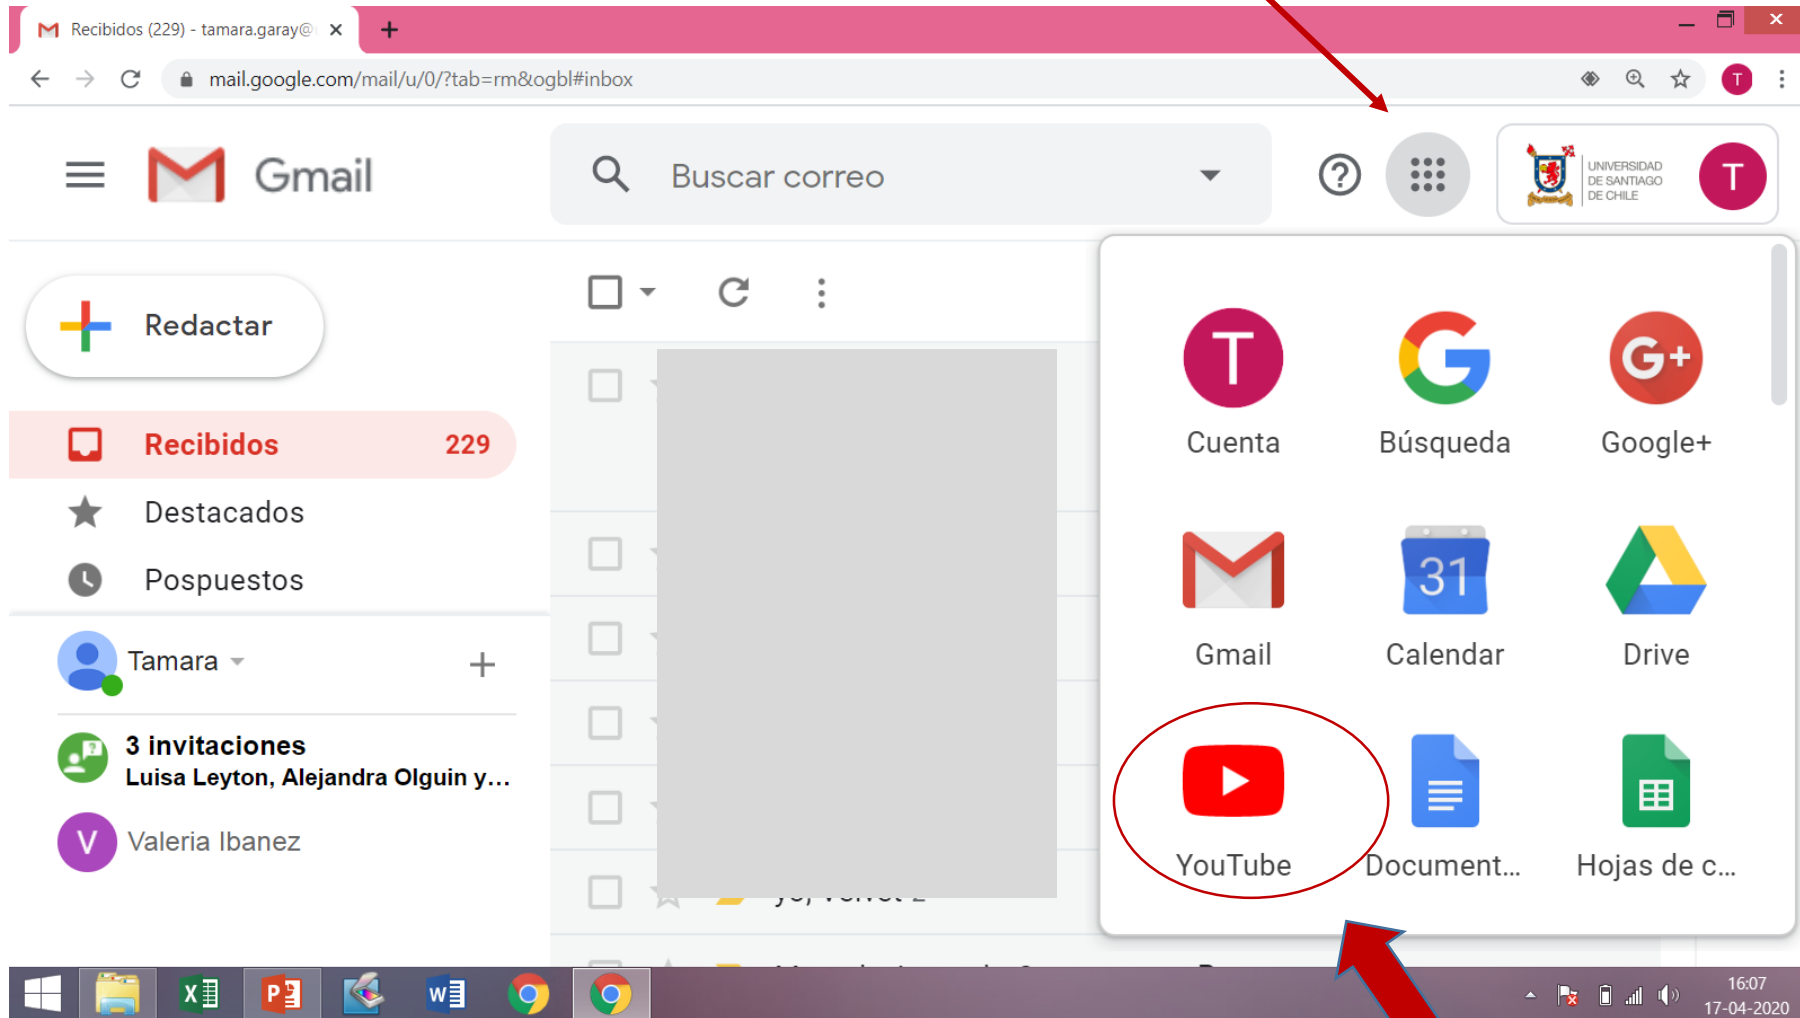 Recibidos (229) - tamara.garay@
mail.google.com/mail/u/0/?tab=rm&ogbl#inbox
T
Gmail
Buscar correo
UNIVERSIDAD
DE SANTIAGO
DE CHILE
T
Redactar
Recibidos 229
Destacados
Pospuestos
Tamara
3 invitaciones
Luisa Leyton, Alejandra Olguin y…
V
Valeria Ibanez
T
G+
Cuenta
Búsqueda
Google+
31
Gmail
Calendar
Drive
YouTube
Document...
Hojas de c...
16:07
17-04-2020